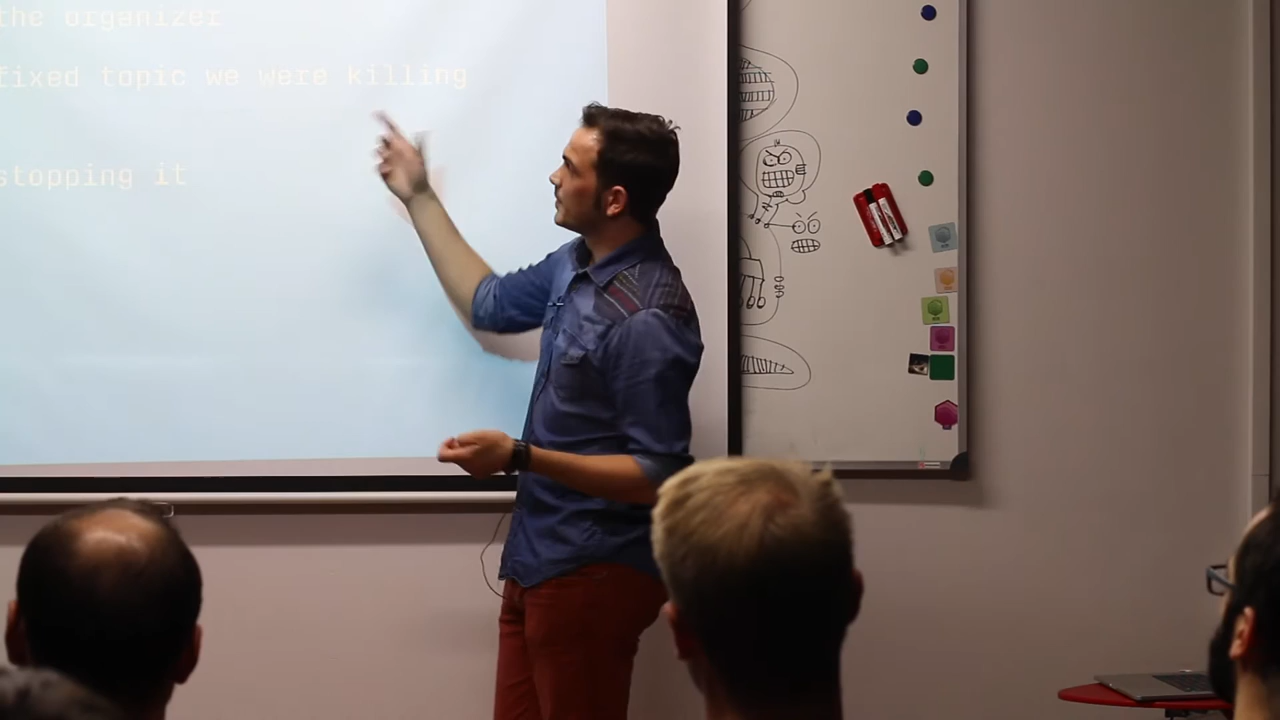 the organizer
fixed topic we were killing
stopping it